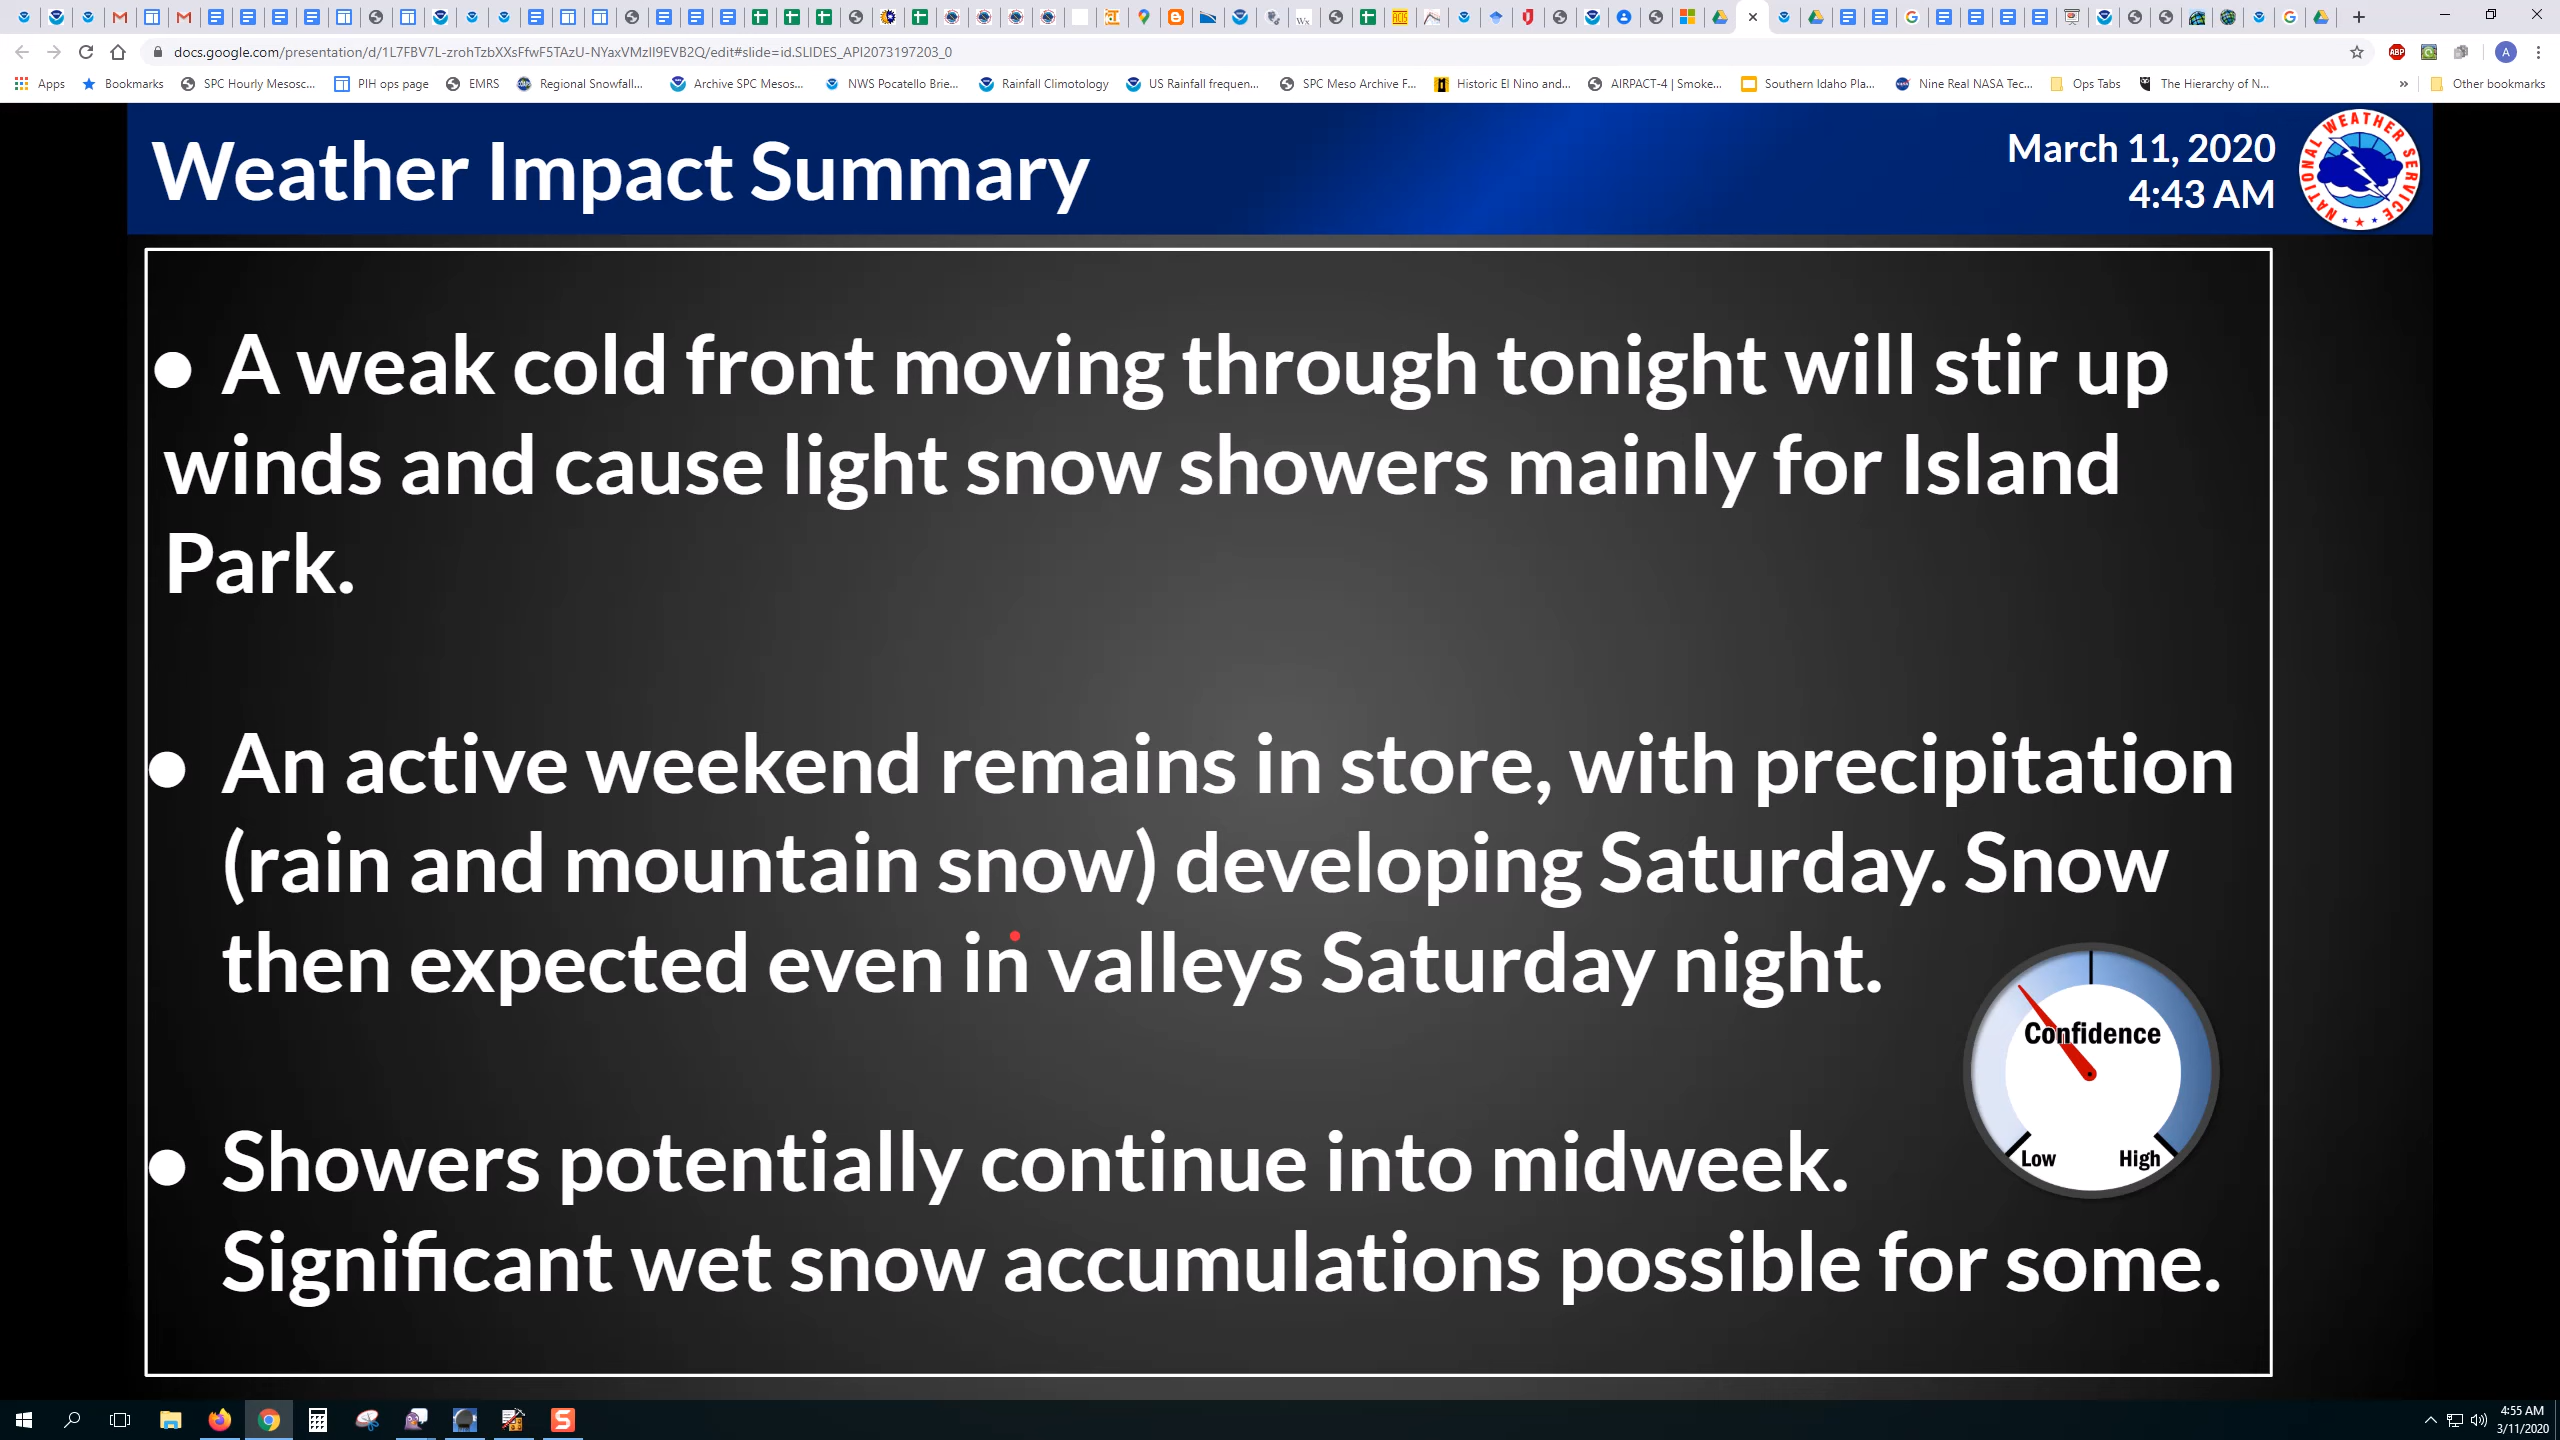 docs.google.com/presentation/d/1L7FBV7L-zrohTzbXXsFfwF5TAzU-NYaxVMzII9EVB2Q/edit#slide=id.SLIDES_API2073197203_0
Apps Bookmarks SPC Hourly Mesosc... PIH ops page EMRS Regional Snowfall... Archive SPC Mesos... NWS Pocatello Brie... Rainfall Climotology US Rainfall frequen... SPC Meso Archive F... Historic El Nino and... AIRPACT-4 | Smoke... Southern Idaho Pla... Nine Real NASA Tec... Ops Tabs The Hierarchy of N... » Other bookmarks
Weather Impact Summary
March 11, 2020
4:43 AM
NATIONAL WEATHER SERVICE
● A weak cold front moving through tonight will stir up
winds and cause light snow showers mainly for Island
Park.
● An active weekend remains in store, with precipitation
(rain and mountain snow) developing Saturday. Snow
then expected even in valleys Saturday night.
Confidence
Low High
● Showers potentially continue into midweek.
Significant wet snow accumulations possible for some.
4:55 AM
3/11/2020